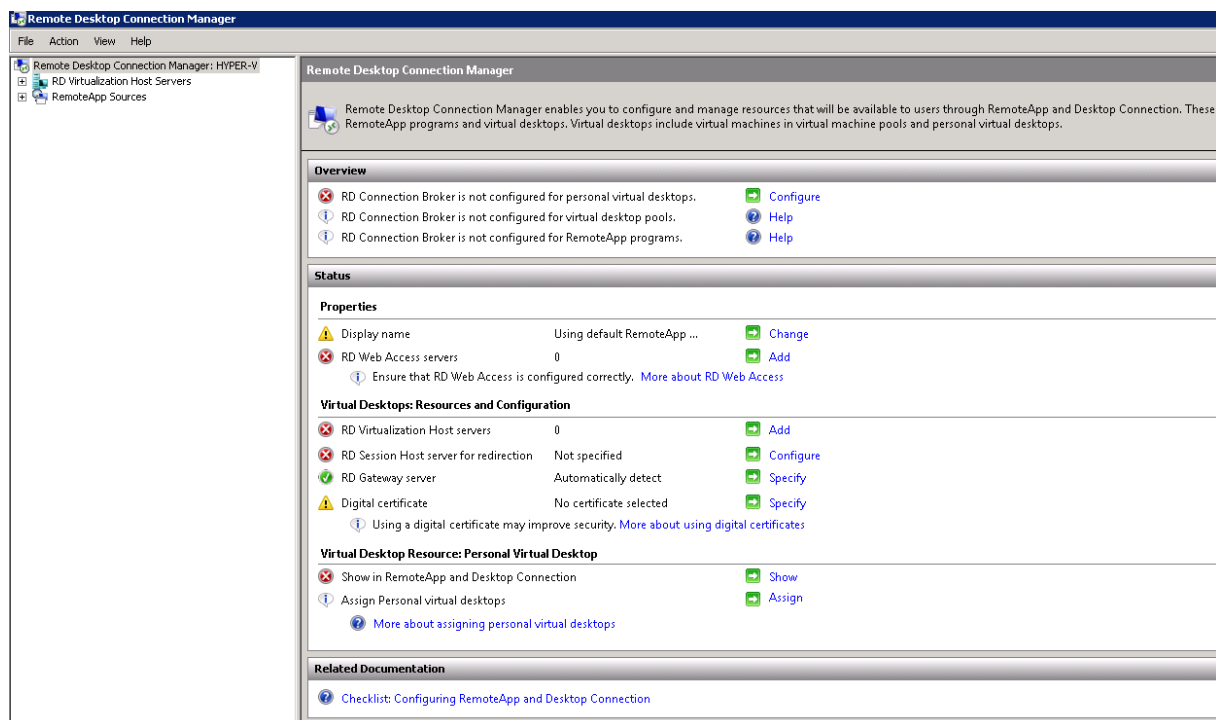 Remote Desktop Connection Manager
File Action View Help
Remote Desktop Connection Manager: HYPER-V
RD Virtualization Host Servers
RemoteApp Sources
Remote Desktop Connection Manager
Remote Desktop Connection Manager enables you to configure and manage resources that will be available to users through RemoteApp and Desktop Connection. These
RemoteApp programs and virtual desktops. Virtual desktops include virtual machines in virtual machine pools and personal virtual desktops.
Overview
RD Connection Broker is not configured for personal virtual desktops. Configure
RD Connection Broker is not configured for virtual desktop pools. Help
RD Connection Broker is not configured for RemoteApp programs. Help
Status
Properties
Display name Using default RemoteApp ... Change
RD Web Access servers 0 Add
Ensure that RD Web Access is configured correctly. More about RD Web Access
Virtual Desktops: Resources and Configuration
RD Virtualization Host servers 0 Add
RD Session Host server for redirection Not specified Configure
RD Gateway server Automatically detect Specify
Digital certificate No certificate selected Specify
Using a digital certificate may improve security. More about using digital certificates
Virtual Desktop Resource: Personal Virtual Desktop
Show in RemoteApp and Desktop Connection Show
Assign Personal virtual desktops Assign
More about assigning personal virtual desktops
Related Documentation
Checklist: Configuring RemoteApp and Desktop Connection